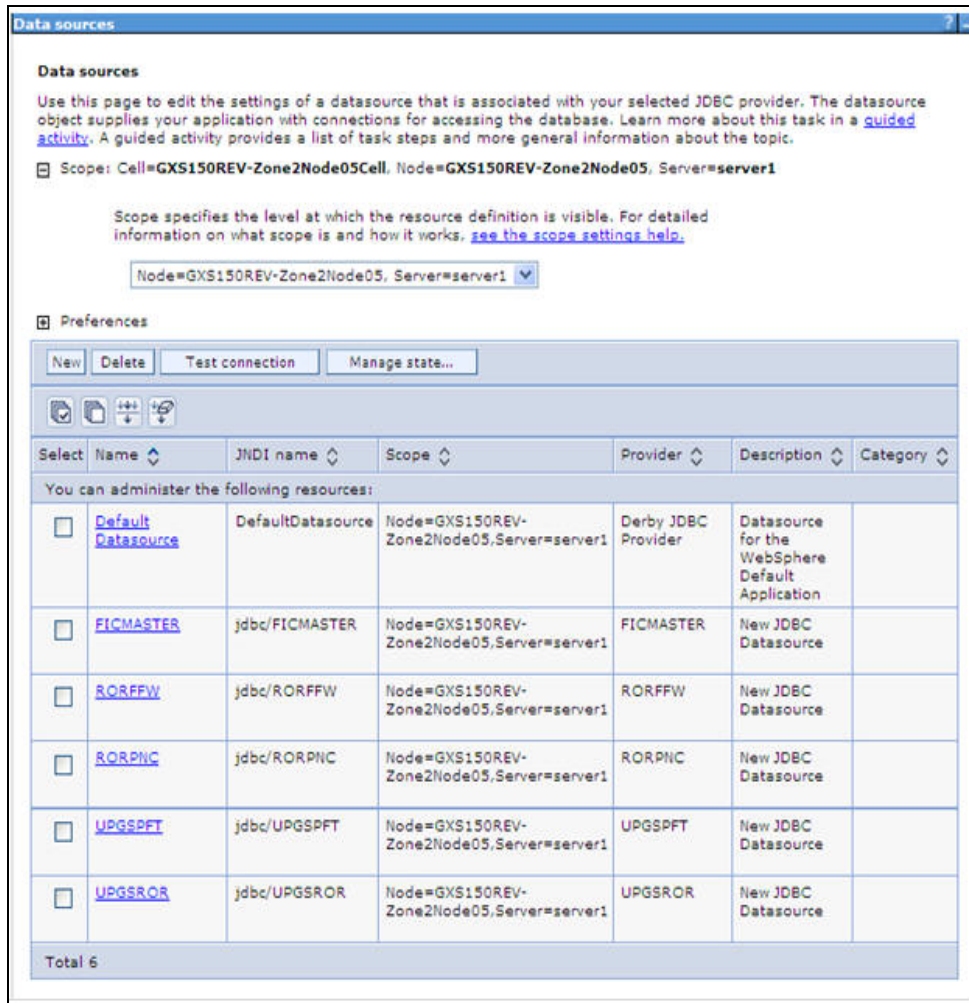 Data sources ? –
Data sources
Use this page to edit the settings of a datasource that is associated with your selected JDBC provider. The datasource
object supplies your application with connections for accessing the database. Learn more about this task in a guided
activity. A guided activity provides a list of task steps and more general information about the topic.
Scope: Cell=GXS150REV-Zone2Node05Cell, Node=GXS150REV-Zone2Node05, Server=server1
Scope specifies the level at which the resource definition is visible. For detailed
information on what scope is and how it works, see the scope settings help.
Node=GXS150REV-Zone2Node05, Server=server1
Preferences
New Delete Test connection Manage state...
Select Name JNDI name Scope Provider Description Category
You can administer the following resources:
Default DefaultDatasource Node=GXS150REV- Derby JDBC Datasource
Datasource Zone2Node05,Server=server1 Provider for the
WebSphere
Default
Application
FICMASTER jdbc/FICMASTER Node=GXS150REV- FICMASTER New JDBC
Zone2Node05,Server=server1 Datasource
RORFFW jdbc/RORFFW Node=GXS150REV- RORFFW New JDBC
Zone2Node05,Server=server1 Datasource
RORPNC jdbc/RORPNC Node=GXS150REV- RORPNC New JDBC
Zone2Node05,Server=server1 Datasource
UPGSPFT jdbc/UPGSPFT Node=GXS150REV- UPGSPFT New JDBC
Zone2Node05,Server=server1 Datasource
UPGSROR jdbc/UPGSROR Node=GXS150REV- UPGSROR New JDBC
Zone2Node05,Server=server1 Datasource
Total 6